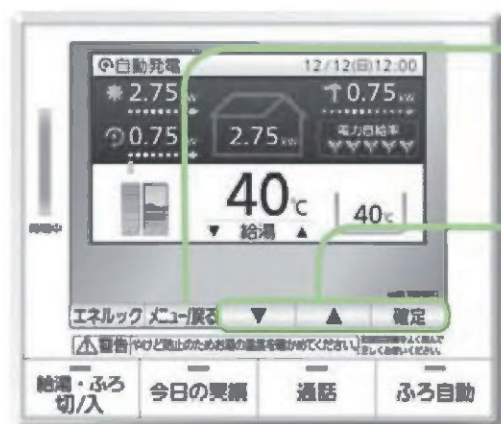 自動発電 12/12(日)12:00
2.75kw 0.75kw
0.75kw 2.75kw 電力自給率
40℃ 40℃
▼ 給湯 ▲
エネルック メニュー/戻る ▼ ▲ 確定
警告 やけど防止のためお湯の温度を確かめてください。
給湯・ふろ 切/入
今日の実績
通話
ふろ自動